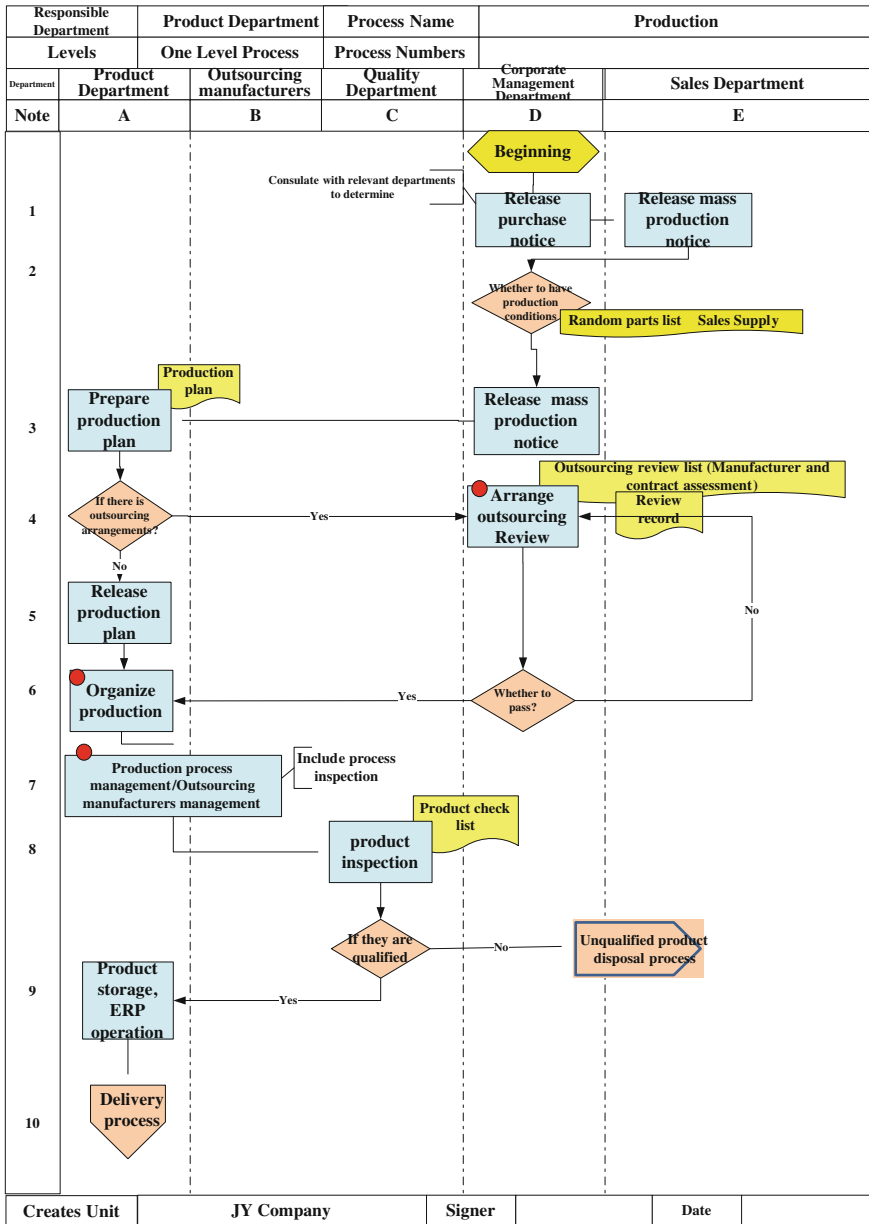 Responsible
Department
Product Department
Process Name
Production
Levels
One Level Process
Process Numbers
Department
Product
Department
Outsourcing
manufacturers
Quality
Department
Corporate
Management
Department
Sales Department
Note
A
B
C
D
E
Beginning
Consulate with relevant departments
to determine
1
Release
purchase
notice
Release mass
production
notice
2
Whether to have
production
conditions
Random parts list Sales Supply
Production
plan
3
Prepare
production
plan
Release mass
production
notice
Outsourcing review list (Manufacturer and
contract assessment)
4
If there is
outsourcing
arrangements?
Yes
Arrange
outsourcing
Review
Review
record
No
5
Release
production
plan
No
6
Organize
production
Yes
Whether to
pass?
7
Production process
management/Outsourcing
manufacturers management
Include process
inspection
Product check
list
8
product
inspection
If they are
qualified
No
Unqualified product
disposal process
9
Product
storage,
ERP
operation
Yes
10
Delivery
process
Creates Unit
JY Company
Signer
Date